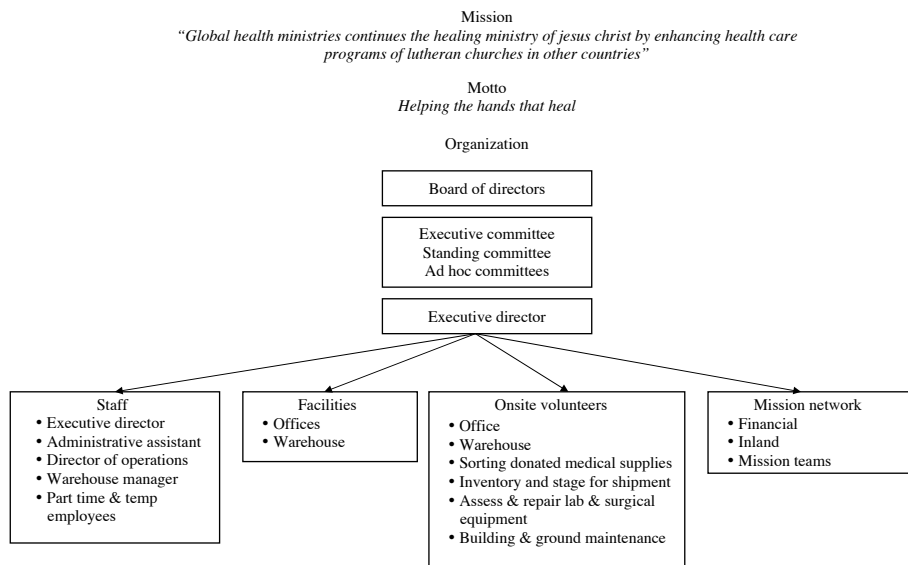 Mission
“Global health ministries continues the healing ministry of jesus christ by enhancing health care
programs of lutheran churches in other countries”
Motto
Helping the hands that heal
Organization
Board of directors
Executive committee
Standing committee
Ad hoc committees
Executive director
Staff
• Executive director
• Administrative assistant
• Director of operations
• Warehouse manager
• Part time & temp
employees
Facilities
• Offices
• Warehouse
Onsite volunteers
• Office
• Warehouse
• Sorting donated medical supplies
• Inventory and stage for shipment
• Assess & repair lab & surgical
equipment
• Building & ground maintenance
Mission network
• Financial
• Inland
• Mission teams